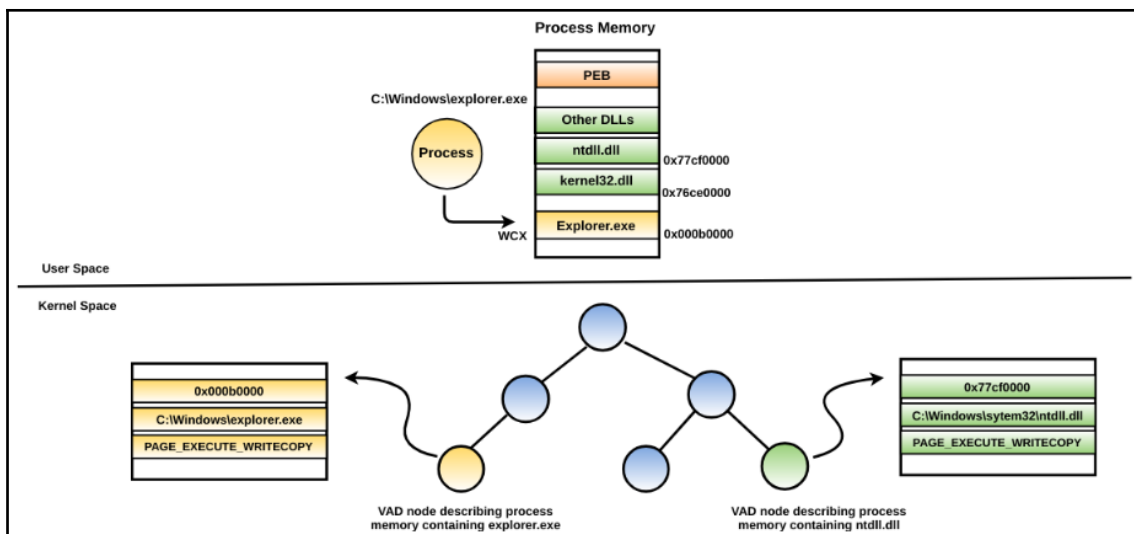 Process Memory
PEB
C:\Windows\explorer.exe
Other DLLs
Process
ntdll.dll
0x77cf0000
kernel32.dll
0x76ce0000
Explorer.exe
WCX
0x000b0000
User Space
Kernel Space
0x000b0000
C:\Windows\explorer.exe
PAGE_EXECUTE_WRITECOPY
0x77cf0000
C:\Windows\sytem32\ntdll.dll
PAGE_EXECUTE_WRITECOPY
VAD node describing process
memory containing explorer.exe
VAD node describing process
memory containing ntdll.dll